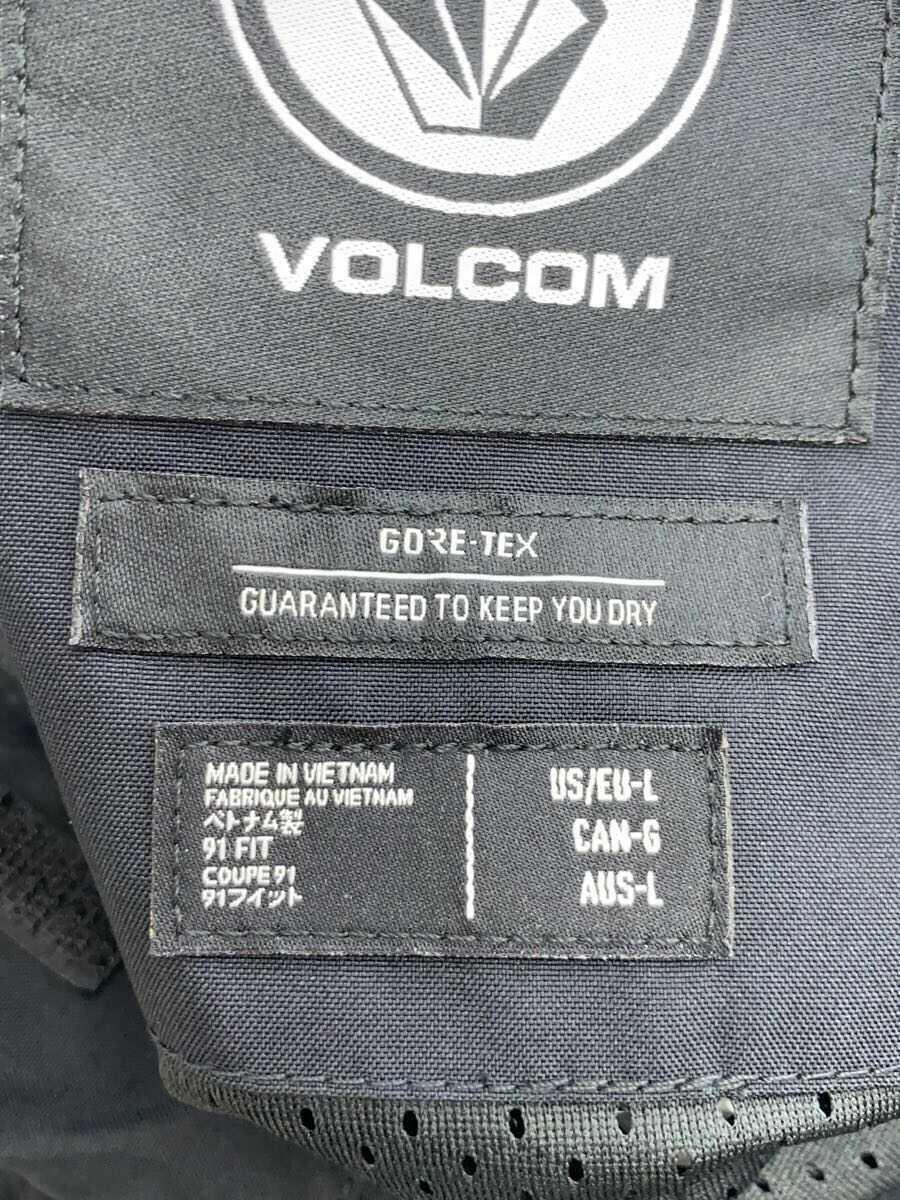 VOLCOM
GORE-TEX
GUARANTEED TO KEEP YOU DRY
MADE IN VIETNAM
FABRIQUE AU VIETNAM
ベトナム製
91 FIT
COUPE 91
91フイット
US/EU-L
CAN-G
AUS-L